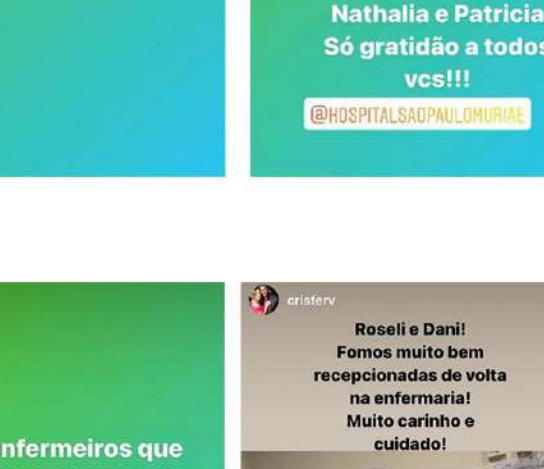 Nathalia e Patricia
Só gratidão a todos
vcs!!!
@HOSPITALSAOPAULOMURIAE
crisferv
Roseli e Dani!
Fomos muito bem
recepcionadas de volta
na enfermaria!
Muito carinho e
cuidado!
nfermeiros que